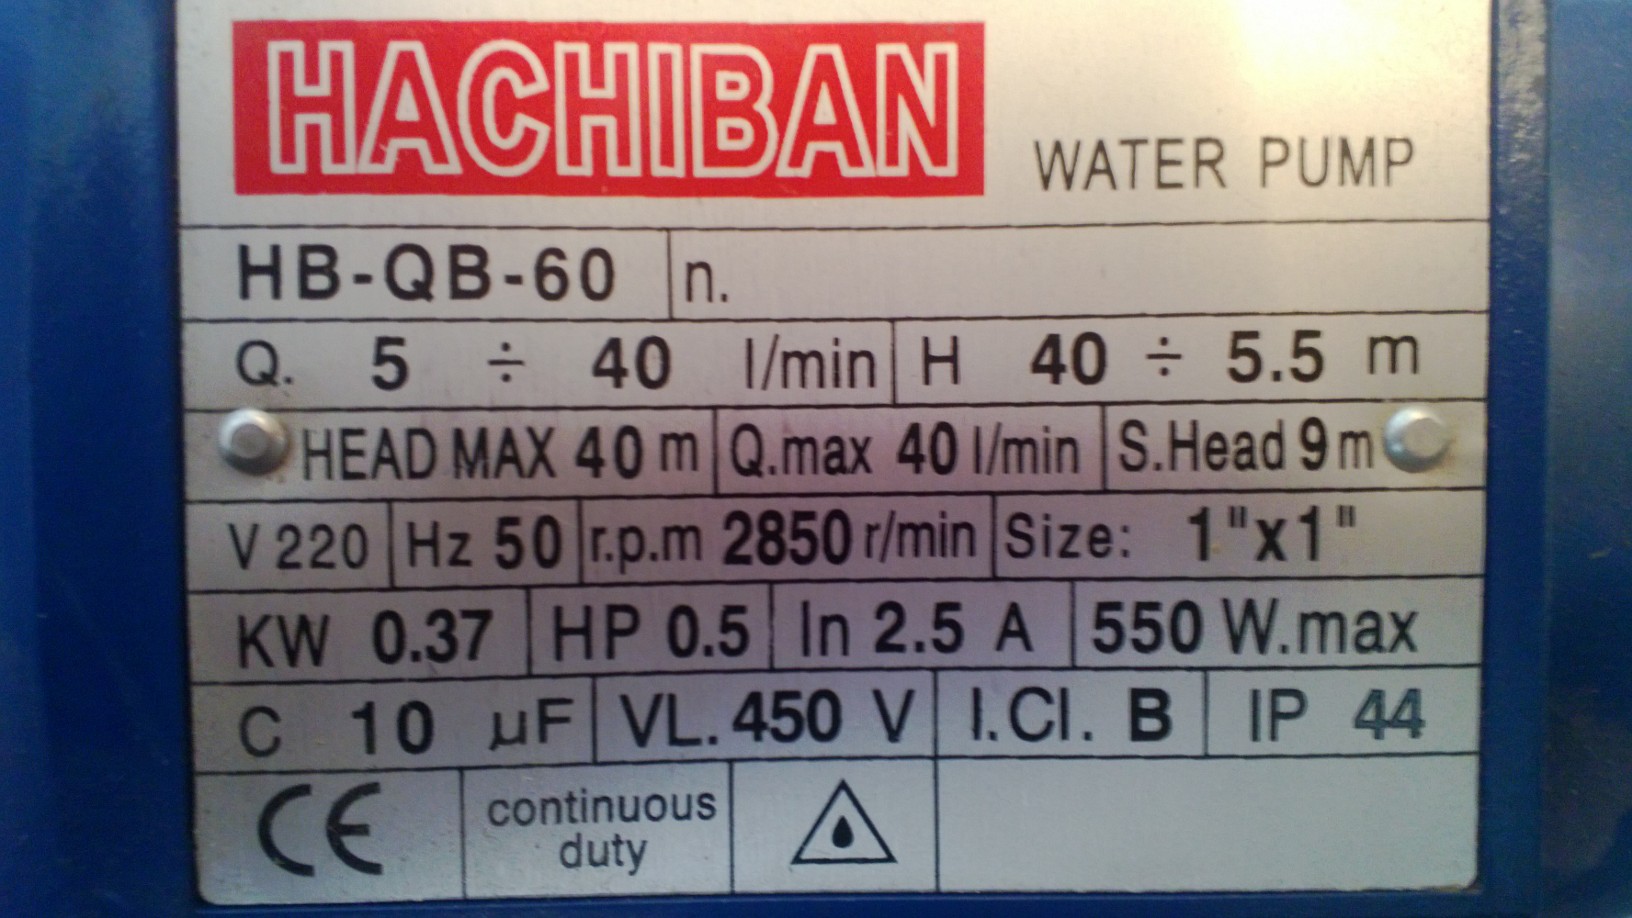 HACHIBAN WATER PUMP
HB-QB-60 n.
Q. 5 ÷ 40 l/min H 40 ÷ 5.5 m
HEAD MAX 40 m Q.max 40 l/min S.Head 9 m
V 220 Hz 50 r.p.m 2850 r/min Size: 1"x1"
KW 0.37 HP 0.5 In 2.5 A 550 W.max
C 10 µF VL. 450 V I.Cl. B IP 44
CE continuous
duty